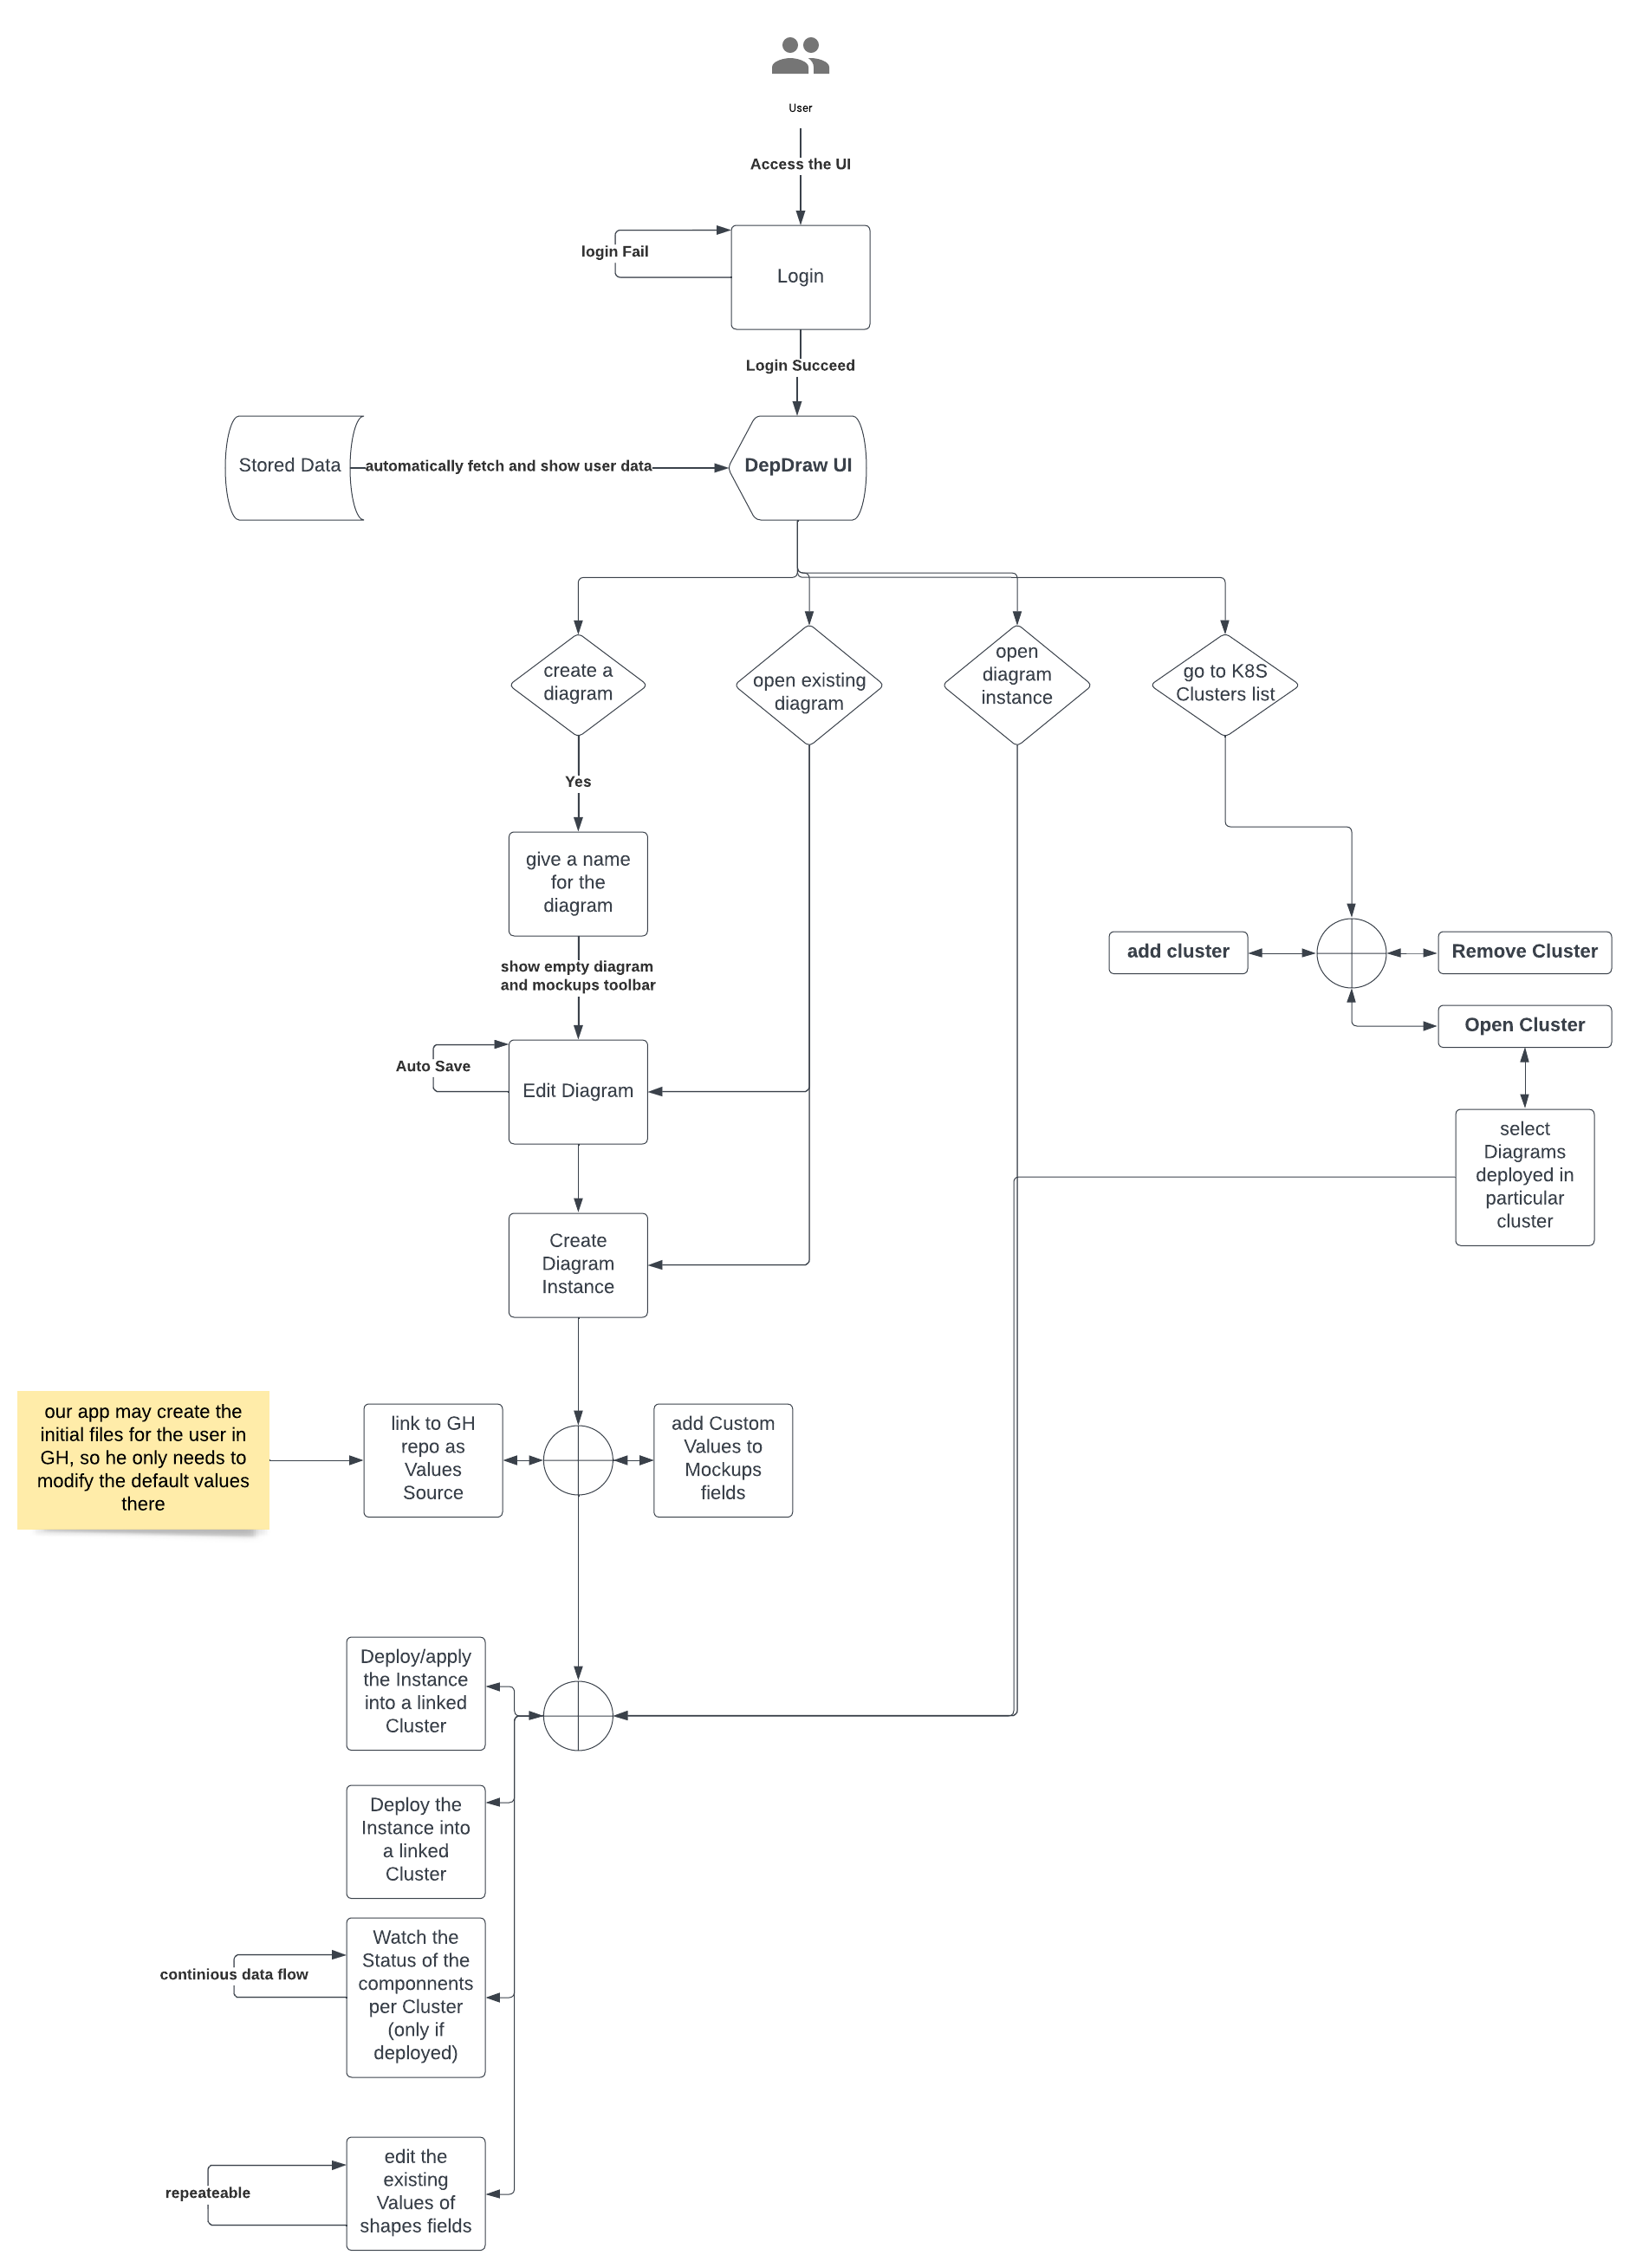 User
Access the UI
login Fail
Login
Login Succeed
Stored Data
automatically fetch and show user data
DepDraw UI
create a
diagram
open existing
diagram
open
diagram
instance
go to K8S
Clusters list
Yes
give a name
for the
diagram
add cluster
Remove Cluster
show empty diagram
and mockups toolbar
Open Cluster
Auto Save
Edit Diagram
select
Diagrams
deployed in
particular
cluster
Create
Diagram
Instance
our app may create the
initial files for the user in
GH, so he only needs to
modify the default values
there
link to GH
repo as
Values
Source
add Custom
Values to
Mockups
fields
Deploy/apply
the Instance
into a linked
Cluster
Deploy the
Instance into
a linked
Cluster
continious data flow
Watch the
Status of the
componnents
per Cluster
(only if
deployed)
repeateable
edit the
existing
Values of
shapes fields